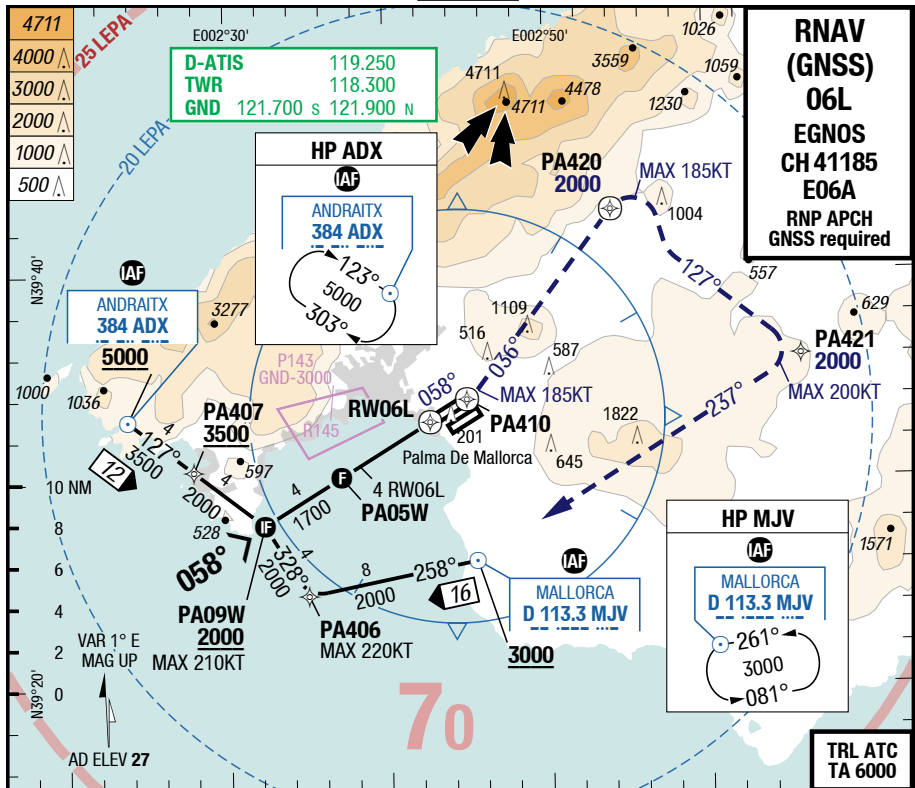 4711
4000
3000
2000
1000
500
25 LEPA
20 LEPA
E002°30'
E002°50'
D-ATIS 119.250
TWR 118.300
GND 121.700 S 121.900 N
RNAV
(GNSS)
06L
EGNOS
CH 41185
E06A
RNP APCH
GNSS required
1026
3559
1059
4711
4711
4478
1230
HP ADX
IAF
ANDRAITX
384 ADX
123°
5000
303°
PA420
2000
MAX 185KT
1004
127°
557
629
N39°40'
IAF
ANDRAITX
384 ADX
5000
3277
1000
1036
P143
GND-3000
R145
516
1109
036°
587
PA421
2000
MAX 200KT
237°
PA407
3500
4
127°
3500
12
597
4
2000
528
058°
RW06L
MAX 185KT
PA410
201
Palma De Mallorca
1822
645
F
4 RW06L
PA05W
4
1700
IF
058°
PA09W
2000
MAX 210KT
4
328°
2000
8
258°
2000
16
PA406
MAX 220KT
IAF
MALLORCA
D 113.3 MJV
3000
HP MJV
IAF
MALLORCA
D 113.3 MJV
261°
3000
081°
1571
10 NM
8
6
4
2
0
N39°20'
VAR 1° E
MAG UP
AD ELEV 27
70
TRL ATC
TA 6000